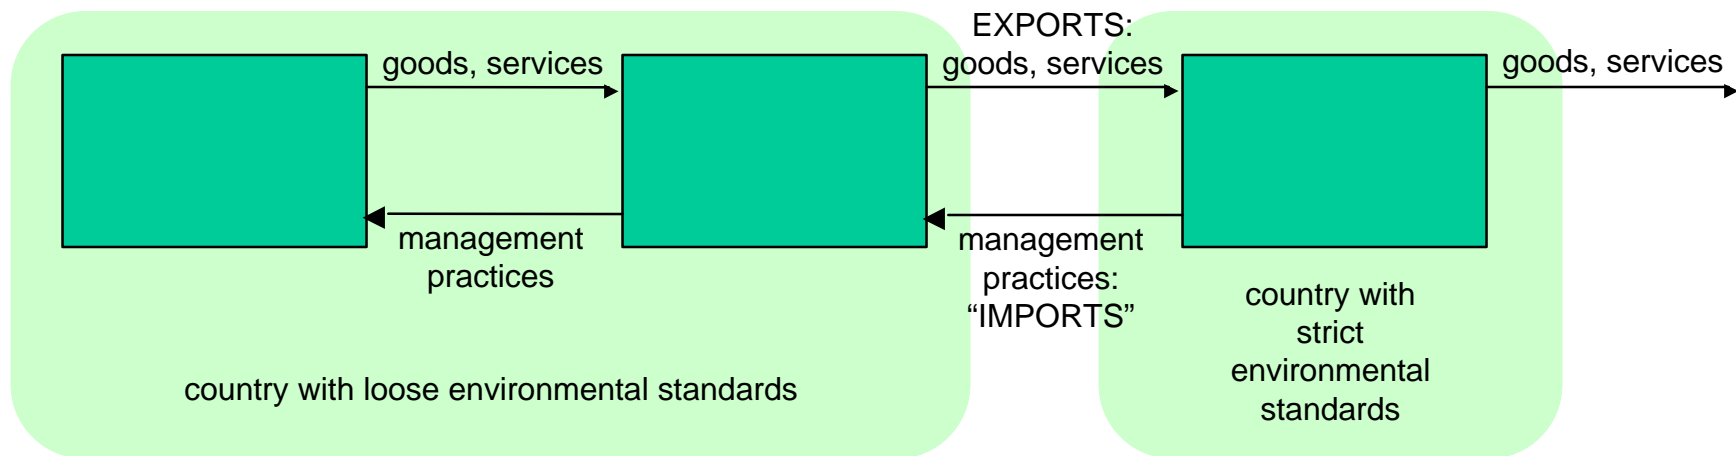 goods, services
management
practices
country with loose environmental standards
EXPORTS:
goods, services
management
practices:
“IMPORTS”
country with
strict
environmental
standards
goods, services